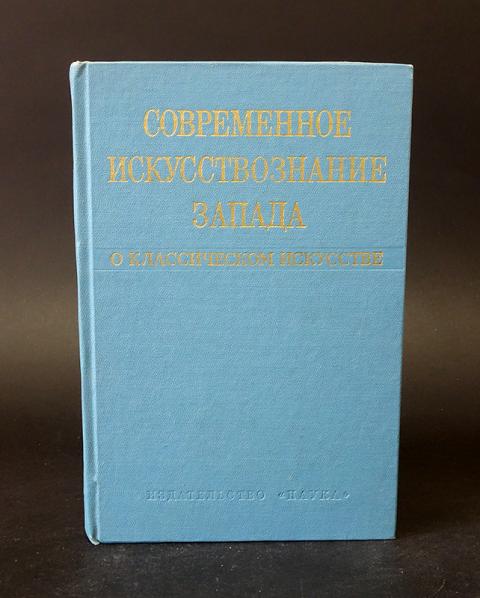 СОВРЕМЕННОЕ
ИСКУССТВОЗНАНИЕ
ЗАПАДА
О КЛАССИЧЕСКОМ ИСКУССТВЕ
ИЗДАТЕЛЬСТВО «НАУКА»